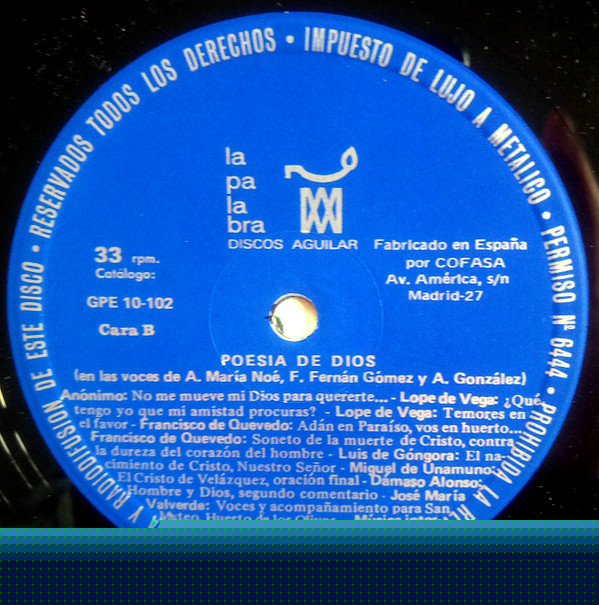 Y RADIODIFUSION DE ESTE DISCO • RESERVADOS TODOS LOS DERECHOS • IMPUESTO DE LUJO A METALICO • PERMISO Nº 6444 • PROHIBIDA LA
la
pa
la
bra
DISCOS AGUILAR
33 rpm.
Catálogo:
GPE 10-102
Cara B
Fabricado en España
por COFASA
Av. América, s/n
Madrid-27
POESIA DE DIOS
(en las voces de A. María Noé, F. Fernán Gómez y A. González)
Anónimo: No me mueve mi Dios para quererte... - Lope de Vega: ¿Qué
tengo yo que mi amistad procuras? - Lope de Vega: Temores en
el favor - Francisco de Quevedo: Adán en Paraíso, vos en huerto...
Francisco de Quevedo: Soneto de la muerte de Cristo, contra
la dureza del corazón del hombre - Luis de Góngora: El na-
cimiento de Cristo, Nuestro Señor - Miguel de Unamuno:
El Cristo de Velázquez, oración final - Dámaso Alonso:
Hombre y Dios, segundo comentario - José María
Valverde: Voces y acompañamiento para San
Mateo, Huerto de los Olivos